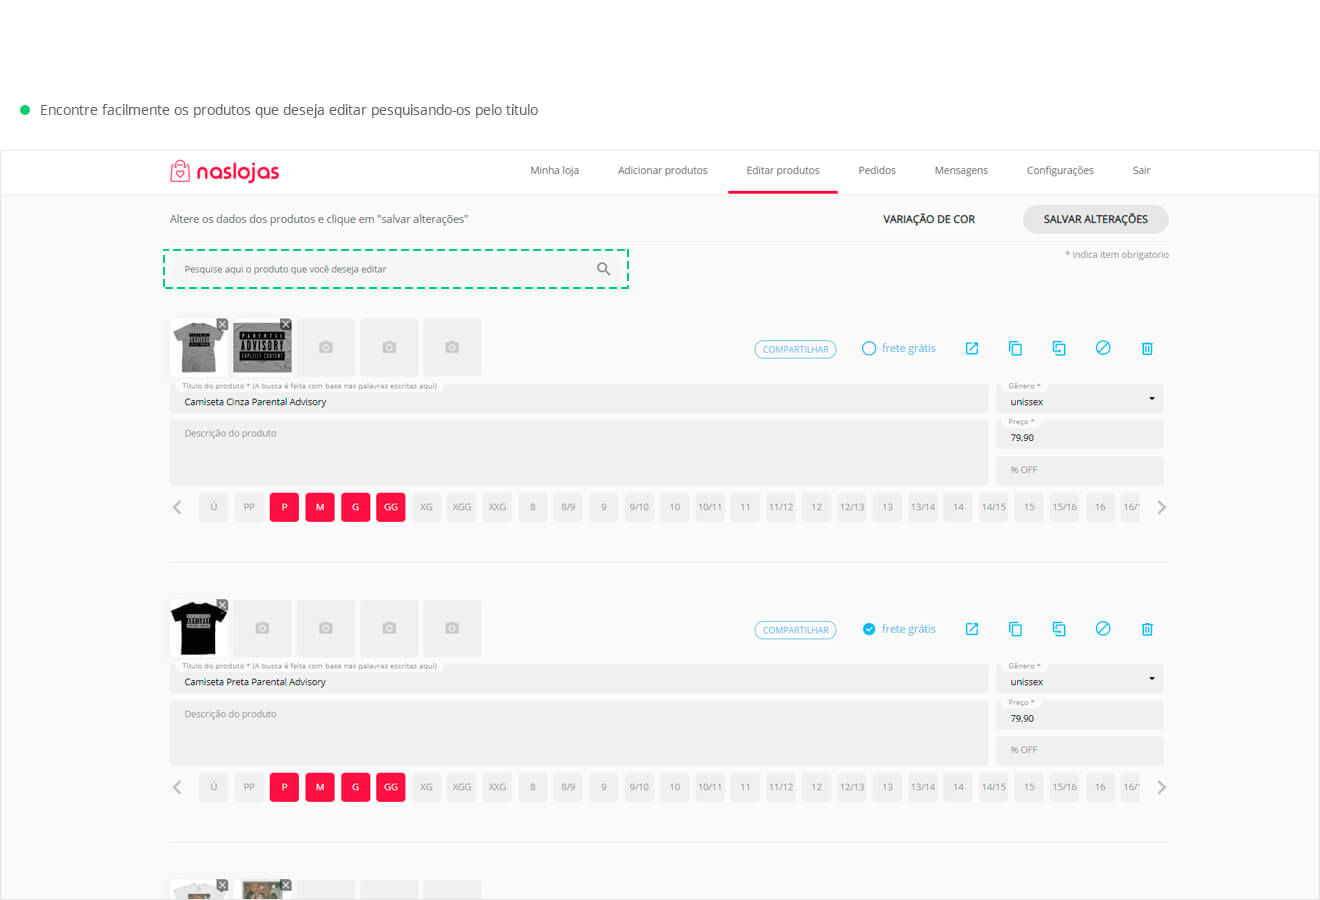 Encontre facilmente os produtos que deseja editar pesquisando-os pelo título
naslojas
Minha loja Adicionar produtos Editar produtos Pedidos Mensagens Configurações Sair
Altere os dados dos produtos e clique em "salvar alterações"
VARIAÇÃO DE COR SALVAR ALTERAÇÕES
* indica item obrigatorio
Pesquise aqui o produto que você deseja editar
PARENTAL
ADVISORY
EXPLICIT CONTENT
COMPARTILHAR frete grátis
Título do produto * (A busca é feita com base nas palavras escritas aqui)
Camiseta Cinza Parental Advisory
Gênero *
unissex
Descrição do produto
Preço *
79,90
% OFF
Ú PP P M G GG XG XGG XXG 8 8/9 9 9/10 10 10/11 11 11/12 12 12/13 13 13/14 14 14/15 15 15/16 16 16/
ADVISORY
COMPARTILHAR frete grátis
Título do produto * (A busca é feita com base nas palavras escritas aqui)
Camiseta Preta Parental Advisory
Gênero *
unissex
Descrição do produto
Preço *
79,90
% OFF
Ú PP P M G GG XG XGG XXG 8 8/9 9 9/10 10 10/11 11 11/12 12 12/13 13 13/14 14 14/15 15 15/16 16 16/